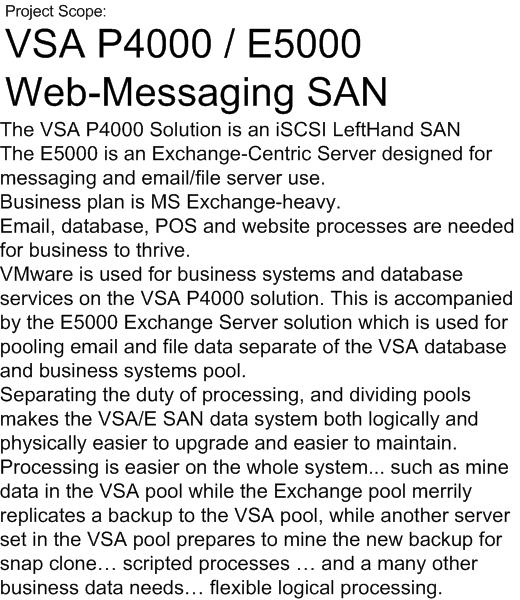 Project Scope:
VSA P4000 / E5000
Web-Messaging SAN
The VSA P4000 Solution is an iSCSI LeftHand SAN
The E5000 is an Exchange-Centric Server designed for
messaging and email/file server use.
Business plan is MS Exchange-heavy.
Email, database, POS and website processes are needed
for business to thrive.
VMware is used for business systems and database
services on the VSA P4000 solution. This is accompanied
by the E5000 Exchange Server solution which is used for
pooling email and file data separate of the VSA database
and business systems pool.
Separating the duty of processing, and dividing pools
makes the VSA/E SAN data system both logically and
physically easier to upgrade and easier to maintain.
Processing is easier on the whole system... such as mine
data in the VSA pool while the Exchange pool merrily
replicates a backup to the VSA pool, while another server
set in the VSA pool prepares to mine the new backup for
snap clone… scripted processes … and a many other
business data needs… flexible logical processing.